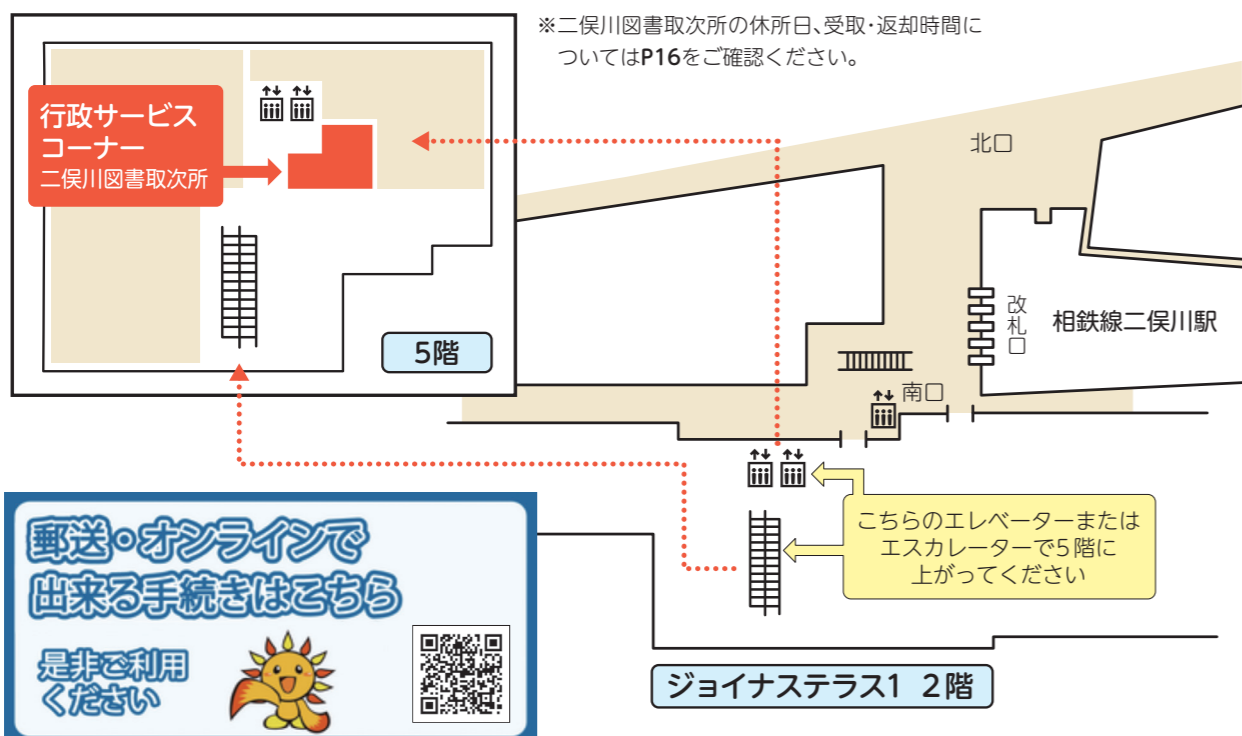 ※二俣川図書取次所の休所日、受取・返却時間に
ついてはP16をご確認ください。
行政サービス
コーナー
二俣川図書取次所
5階
北口
改札口
相鉄線二俣川駅
南口
こちらのエレベーターまたは
エスカレーターで5階に
上がってください
ジョイナステラス1 2階
郵送・オンラインで
出来る手続きはこちら
是非ご利用
ください